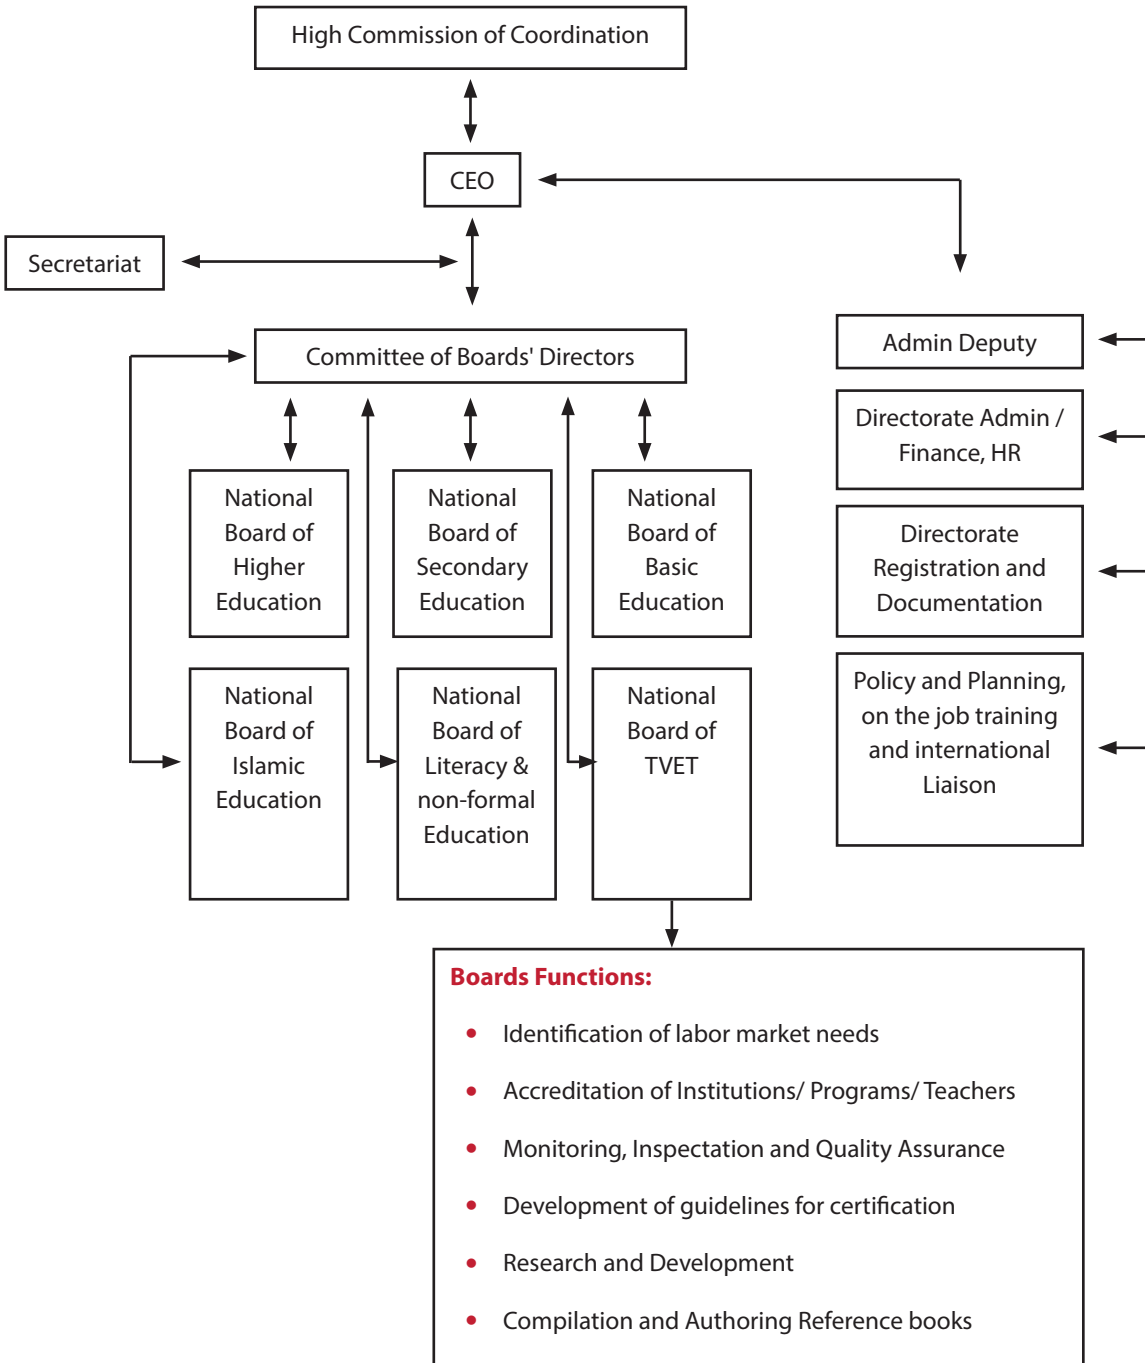 High Commission of Coordination
CEO
Secretariat
Committee of Boards' Directors
Admin Deputy
Directorate Admin /
Finance, HR
Directorate
Registration and
Documentation
Policy and Planning,
on the job training
and international
Liaison
National
Board of
Higher
Education
National
Board of
Secondary
Education
National
Board of
Basic
Education
National
Board of
Islamic
Education
National
Board of
Literacy &
non-formal
Education
National
Board of
TVET
Boards Functions:
• Identification of labor market needs
• Accreditation of Institutions/ Programs/ Teachers
• Monitoring, Inspectation and Quality Assurance
• Development of guidelines for certification
• Research and Development
• Compilation and Authoring Reference books